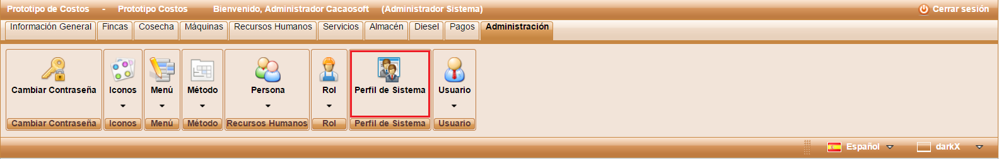 Prototipo de Costos - Prototipo Costos Bienvenido, Administrador Cacaosoft (Administrador Sistema) Cerrar sesión
Información General Fincas Cosecha Máquinas Recursos Humanos Servicios Almacén Diesel Pagos Administración
Cambiar Contraseña Iconos Menú Método Persona Rol Perfil de Sistema Usuario
Cambiar Contraseña Iconos Menú Método Recursos Humanos Rol Perfil de Sistema Usuario
Español darkX